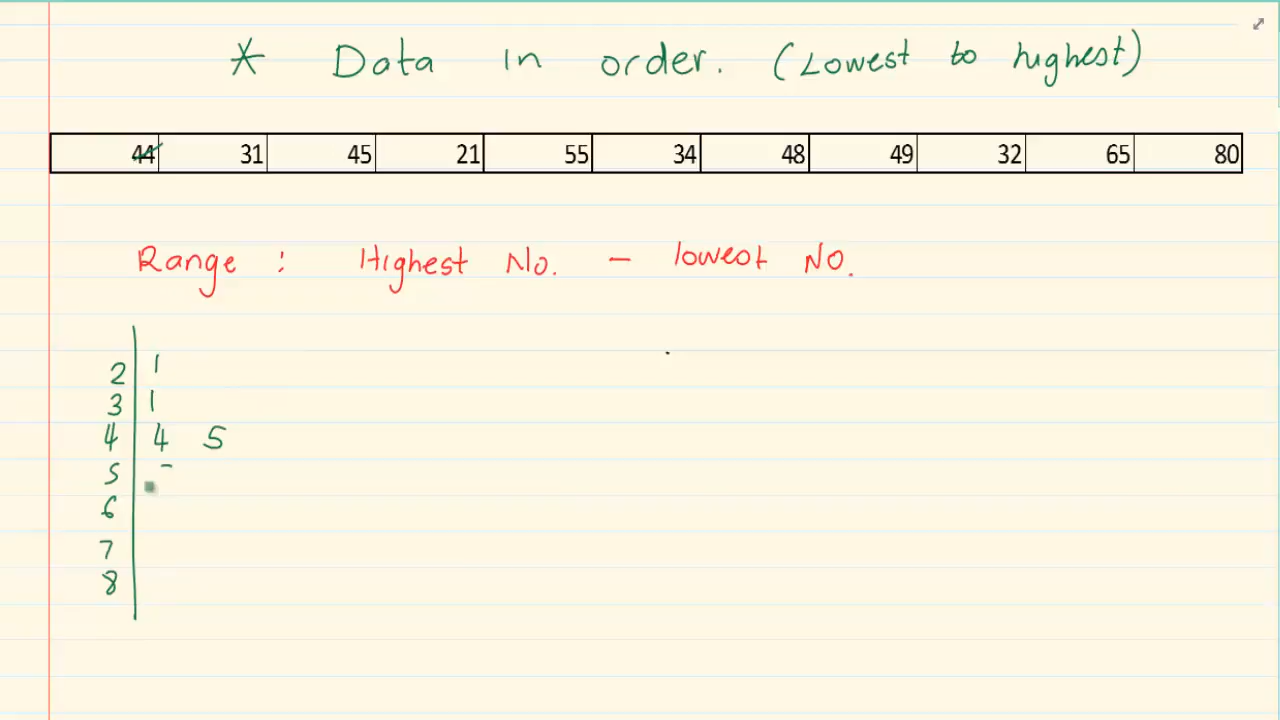 * Data in order. (Lowest to highest)
44 31 45 21 55 34 48 49 32 65 80
Range : Highest No. - lowest No.
2 1
3 1
4 4 5
5
6
7
8